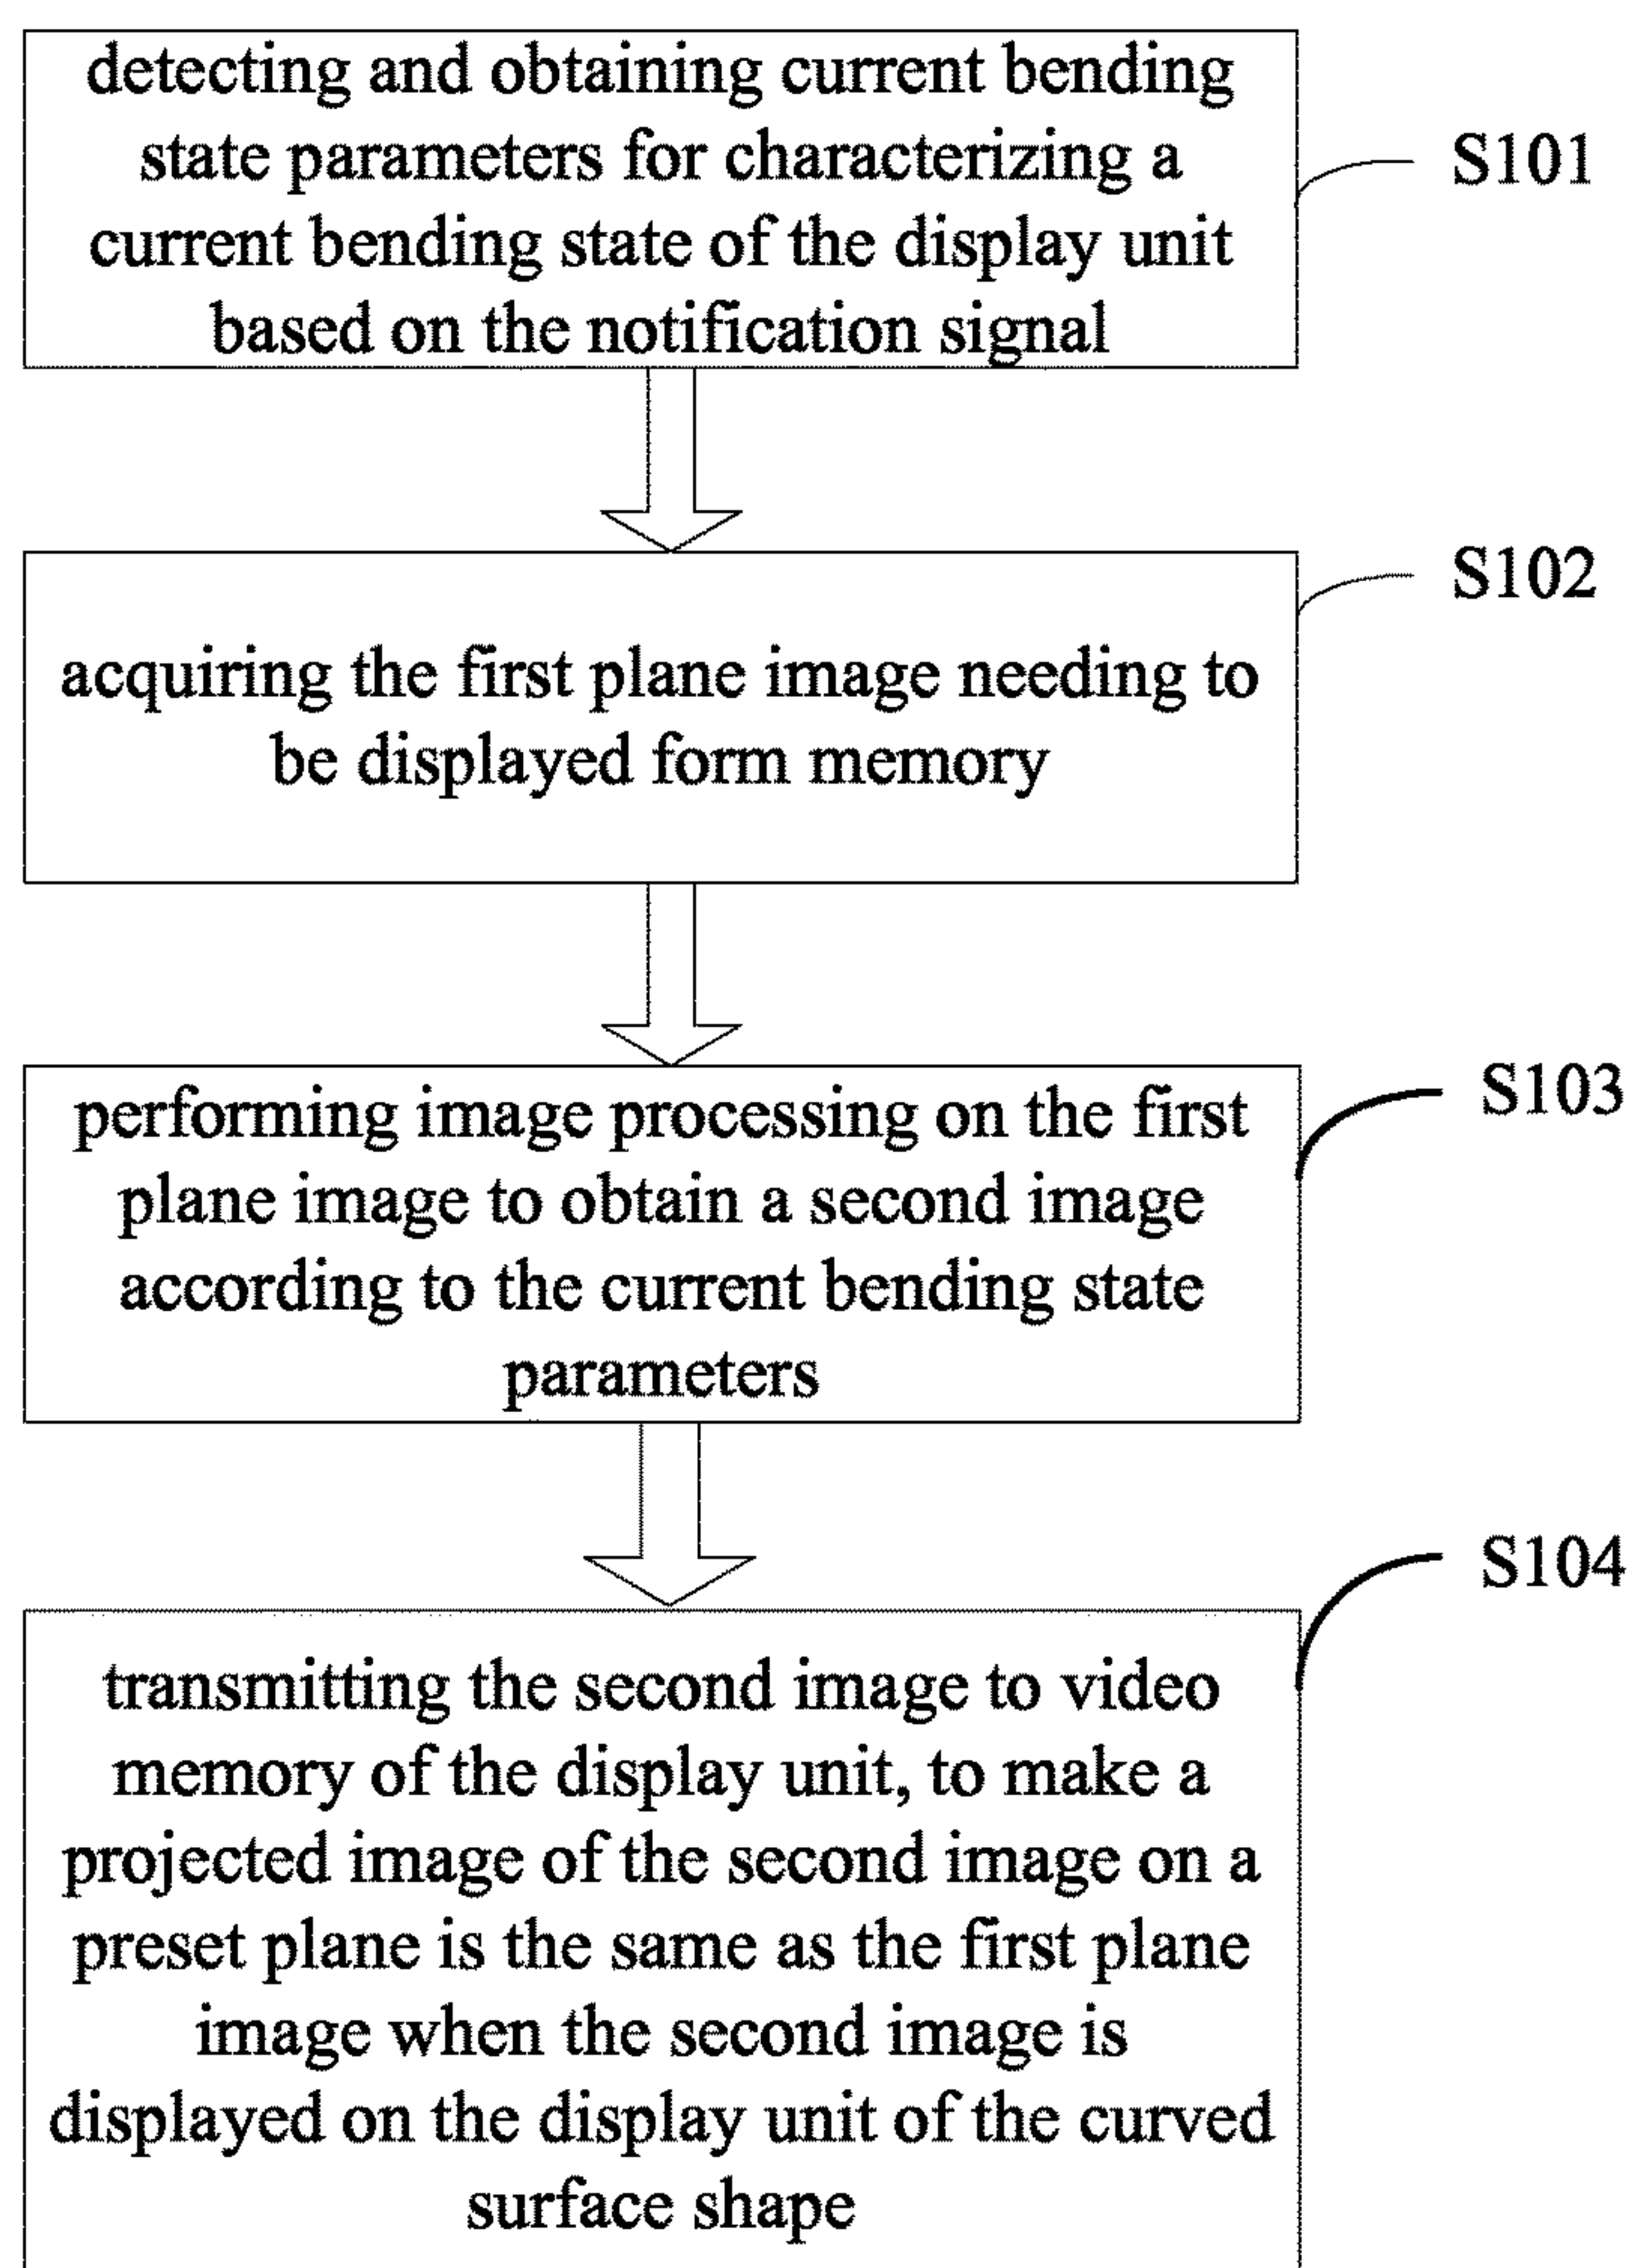 detecting and obtaining current bending
state parameters for characterizing a
current bending state of the display unit
based on the notification signal
S101
acquiring the first plane image needing to
be displayed form memory
S102
performing image processing on the first
plane image to obtain a second image
according to the current bending state
parameters
S103
transmitting the second image to video
memory of the display unit, to make a
projected image of the second image on a
preset plane is the same as the first plane
image when the second image is
displayed on the display unit of the curved
surface shape
S104